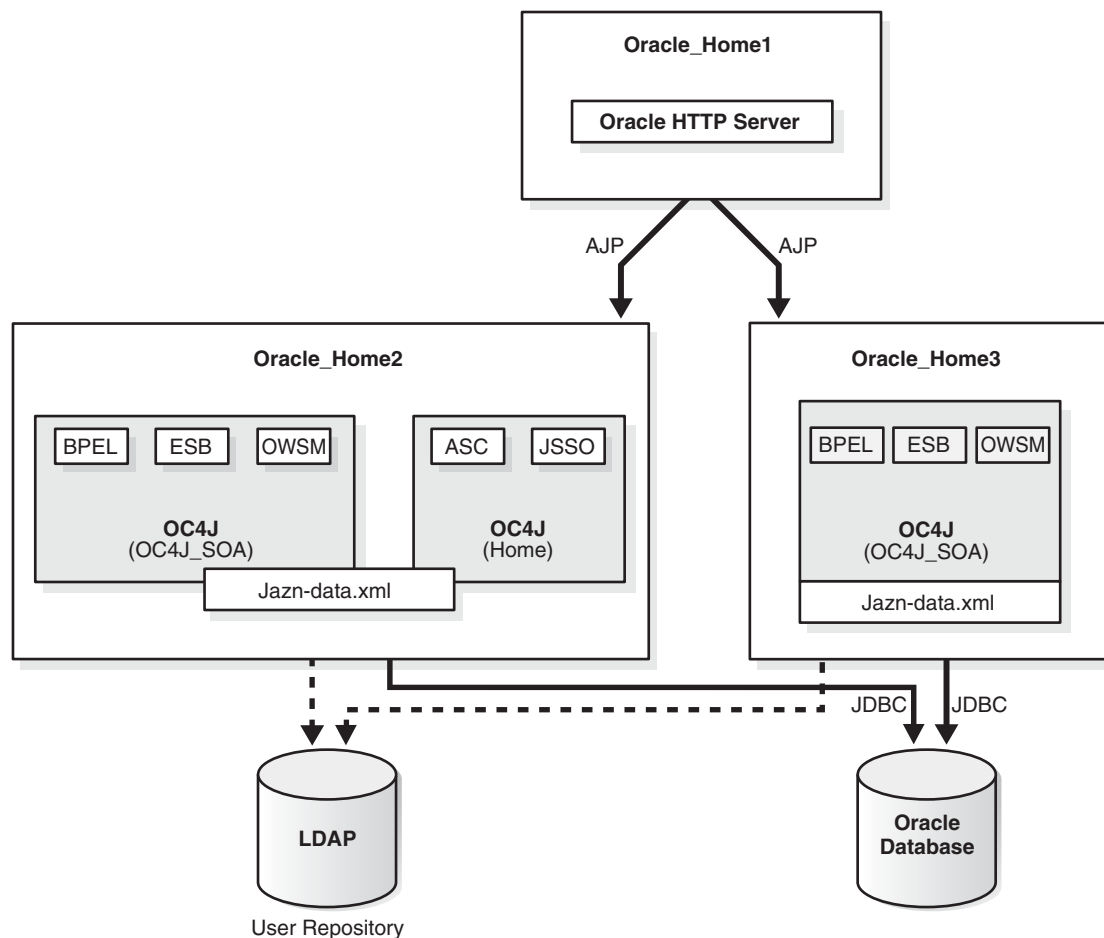 Oracle_Home1
Oracle HTTP Server
AJP
AJP
Oracle_Home2
BPEL
ESB
OWSM
OC4J
(OC4J_SOA)
ASC
JSSO
OC4J
(Home)
Jazn-data.xml
Oracle_Home3
BPEL
ESB
OWSM
OC4J
(OC4J_SOA)
Jazn-data.xml
JDBC
JDBC
LDAP
User Repository
Oracle
Database